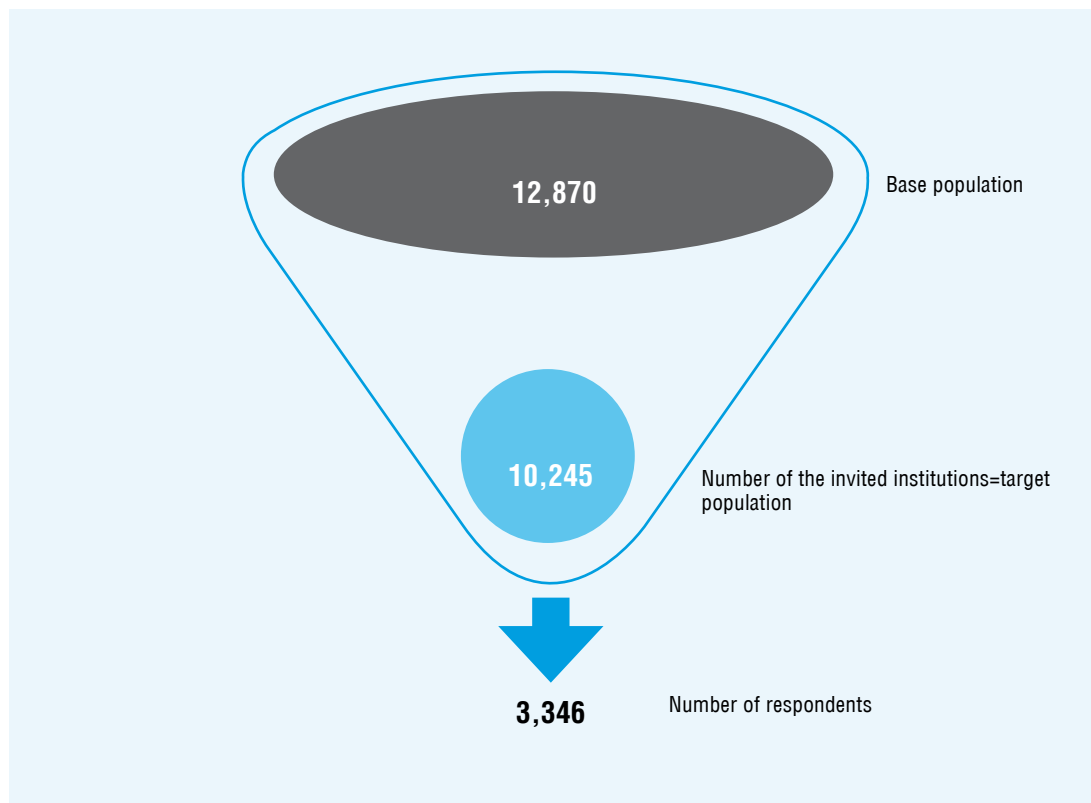 12,870
Base population
10,245
Number of the invited institutions=target
population
3,346
Number of respondents